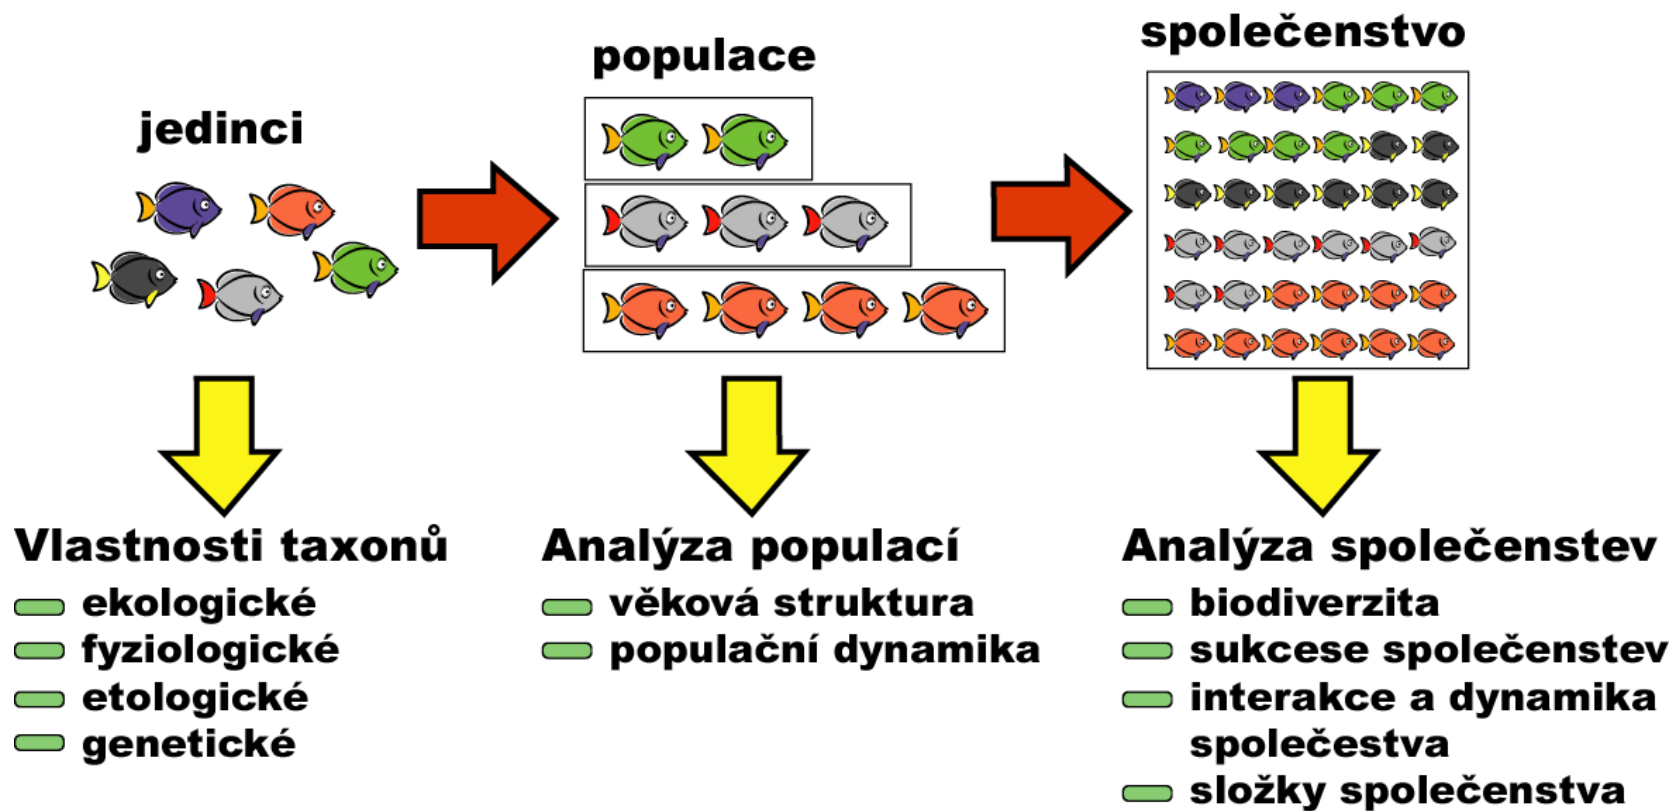 jedinci
populace
společenstvo
Vlastnosti taxonů
ekologické
fyziologické
etologické
genetické
Analýza populací
věková struktura
populační dynamika
Analýza společenstev
biodiverzita
sukcese společenstev
interakce a dynamika
společestva
složky společenstva